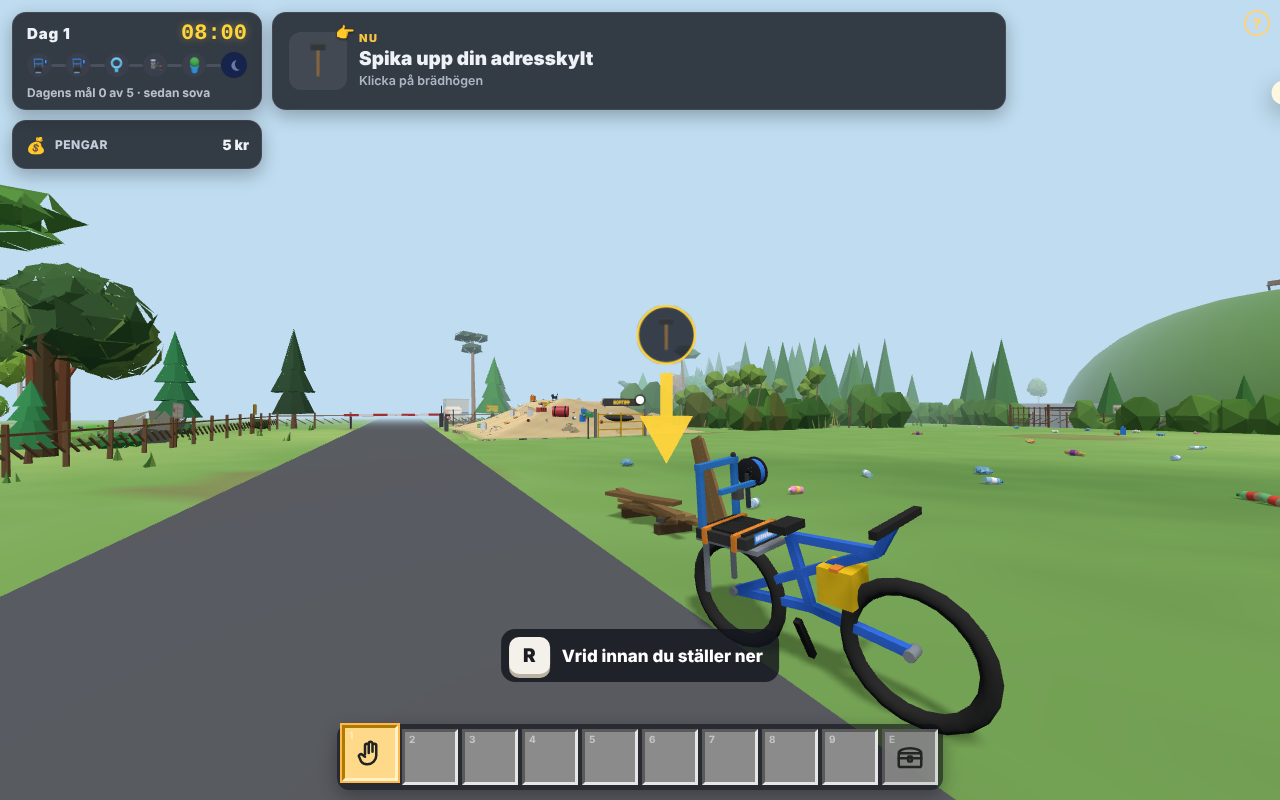 Dag 1
08:00
Dagens mål 0 av 5 · sedan sova
PENGAR
5 kr
NU
Spika upp din adresskylt
Klicka på brädhögen
R
Vrid innan du ställer ner
1
2
3
4
5
6
7
8
9
E